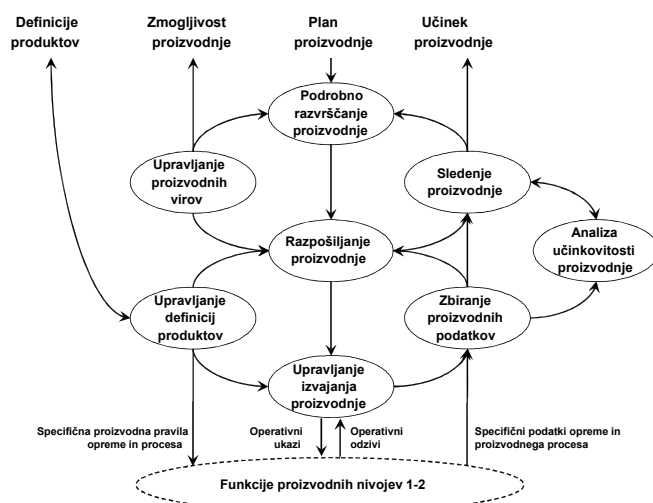 Definicije
produktov
Zmogljivost
proizvodnje
Plan
proizvodnje
Učinek
proizvodnje
Podrobno
razvrščanje
proizvodnje
Upravljanje
proizvodnih
virov
Sledenje
proizvodnje
Razpošiljanje
proizvodnje
Analiza
učinkovitosti
proizvodnje
Upravljanje
definicij
produktov
Zbiranje
proizvodnih
podatkov
Upravljanje
izvajanja
proizvodnje
Specifična proizvodna pravila
opreme in procesa
Operativni
ukazi
Operativni
odzivi
Specifični podatki opreme in
proizvodnega procesa
Funkcije proizvodnih nivojev 1-2